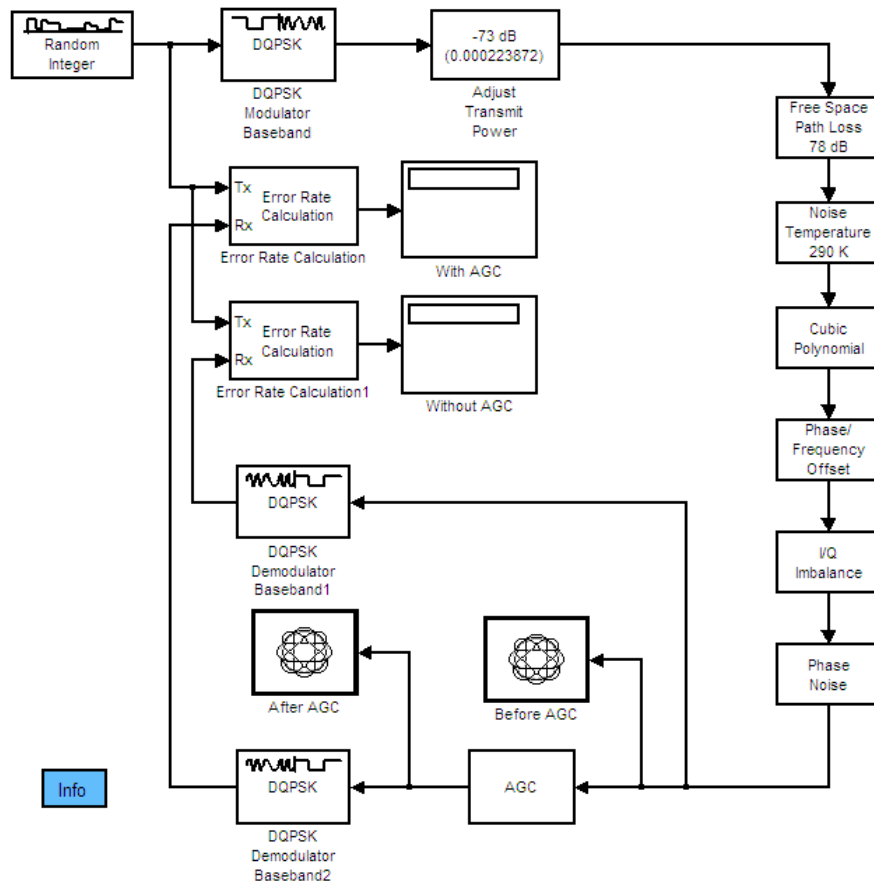 Random
Integer
DQPSK
DQPSK
Modulator
Baseband
-73 dB
(0.000223872)
Adjust
Transmit
Power
Free Space
Path Loss
78 dB
Tx
Rx
Error Rate
Calculation
Error Rate Calculation
With AGC
Noise
Temperature
290 K
Tx
Rx
Error Rate
Calculation
Error Rate Calculation1
Without AGC
Cubic
Polynomial
Phase/
Frequency
Offset
DQPSK
DQPSK
Demodulator
Baseband1
I/Q
Imbalance
After AGC
Before AGC
Phase
Noise
Info
DQPSK
DQPSK
Demodulator
Baseband2
AGC